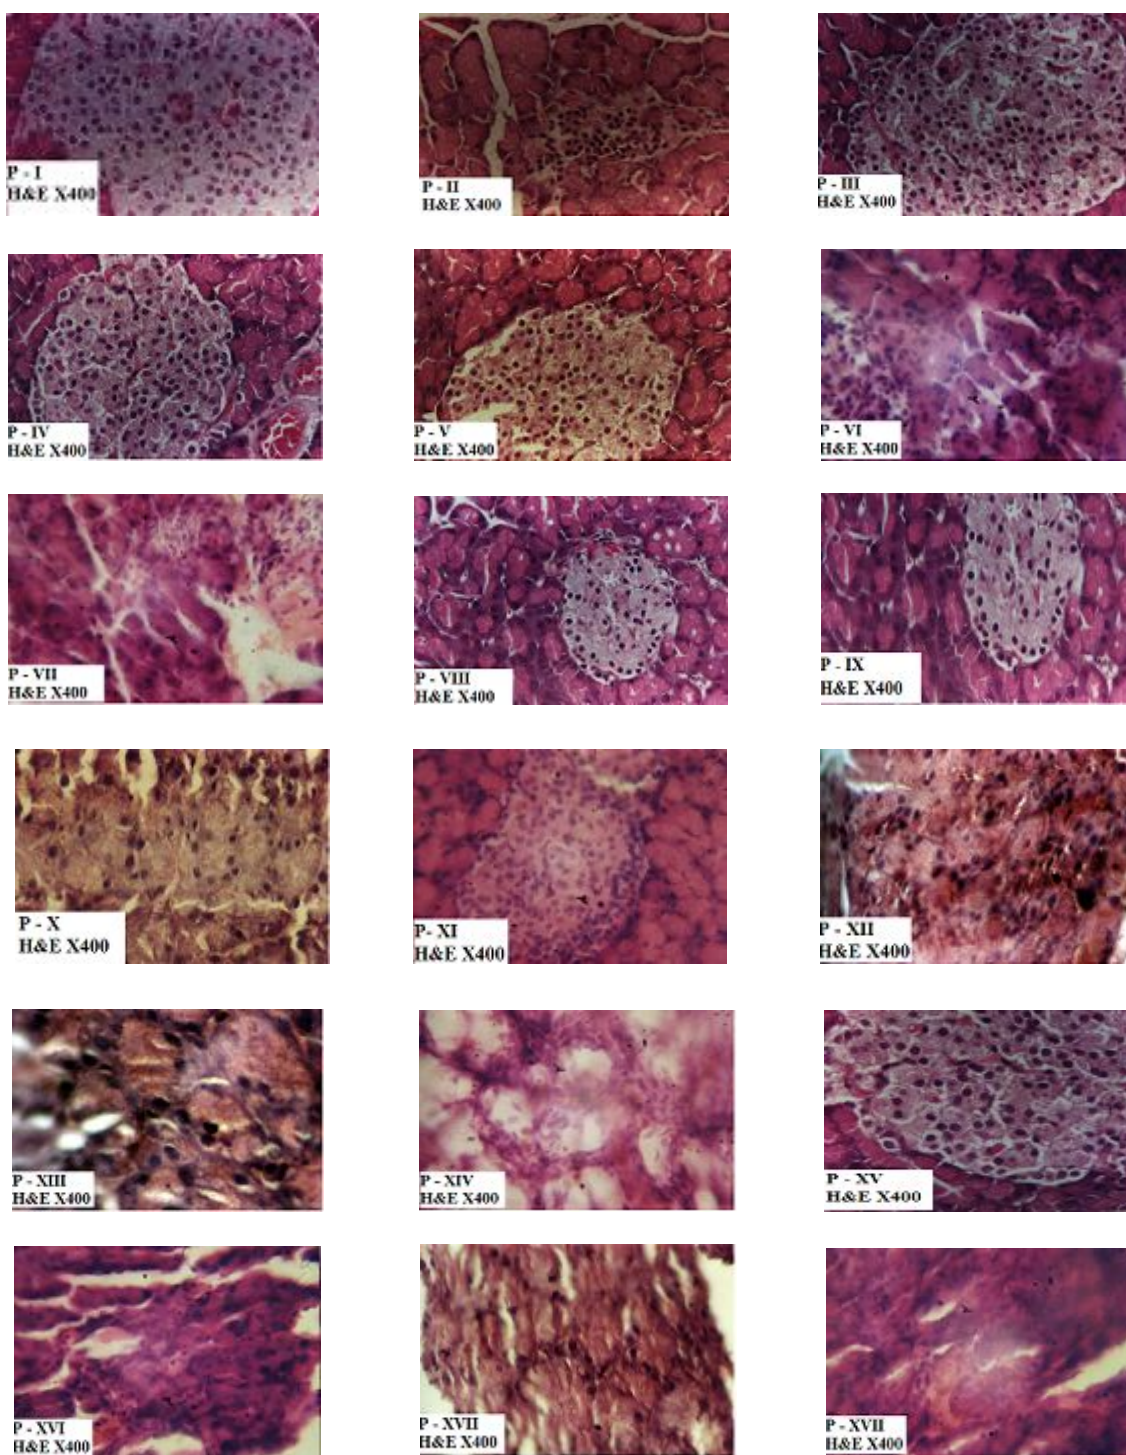 P - I
H&E X400
P - II
H&E X400
P - III
H&E X400
P - IV
H&E X400
P - V
H&E X400
P - VI
H&E X400
P - VII
H&E X400
P - VIII
H&E X400
P - IX
H&E X400
P - X
H&E X400
P- XI
H&E X400
P - XII
H&E X400
P - XIII
H&E X400
P - XIV
H&E X400
P - XV
H&E X400
P - XVI
H&E X400
P - XVII
H&E X400
P - XVII
H&E X400